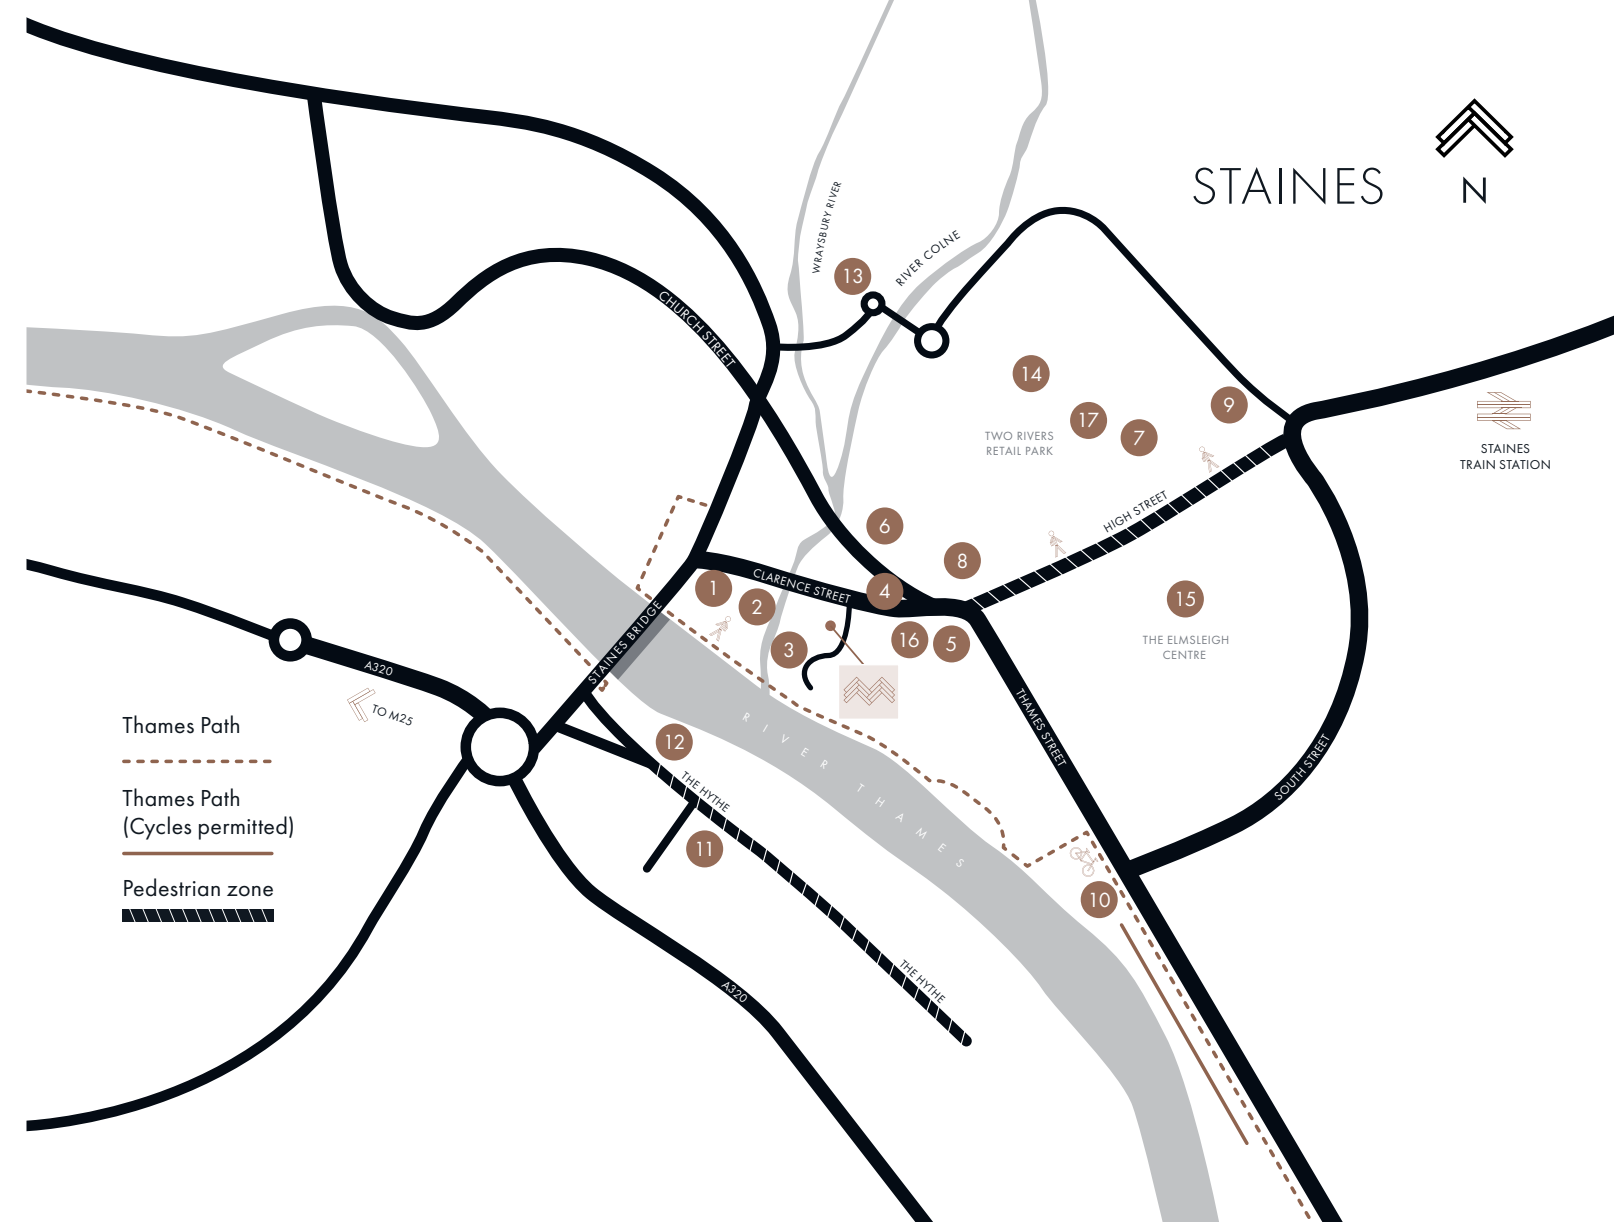 STAINES
N
WRAYSBURY RIVER
RIVER COLNE
13
CHURCH STREET
14
17
7
9
TWO RIVERS
RETAIL PARK
STAINES
TRAIN STATION
HIGH STREET
6
8
CLARENCE STREET
1
2
3
4
16
5
15
THE ELMSLEIGH
CENTRE
STAINES BRIDGE
A320
TO M25
THAMES STREET
SOUTH STREET
RIVER THAMES
12
THE HYTHE
11
10
THE HYTHE
A320
Thames Path
Thames Path
(Cycles permitted)
Pedestrian zone